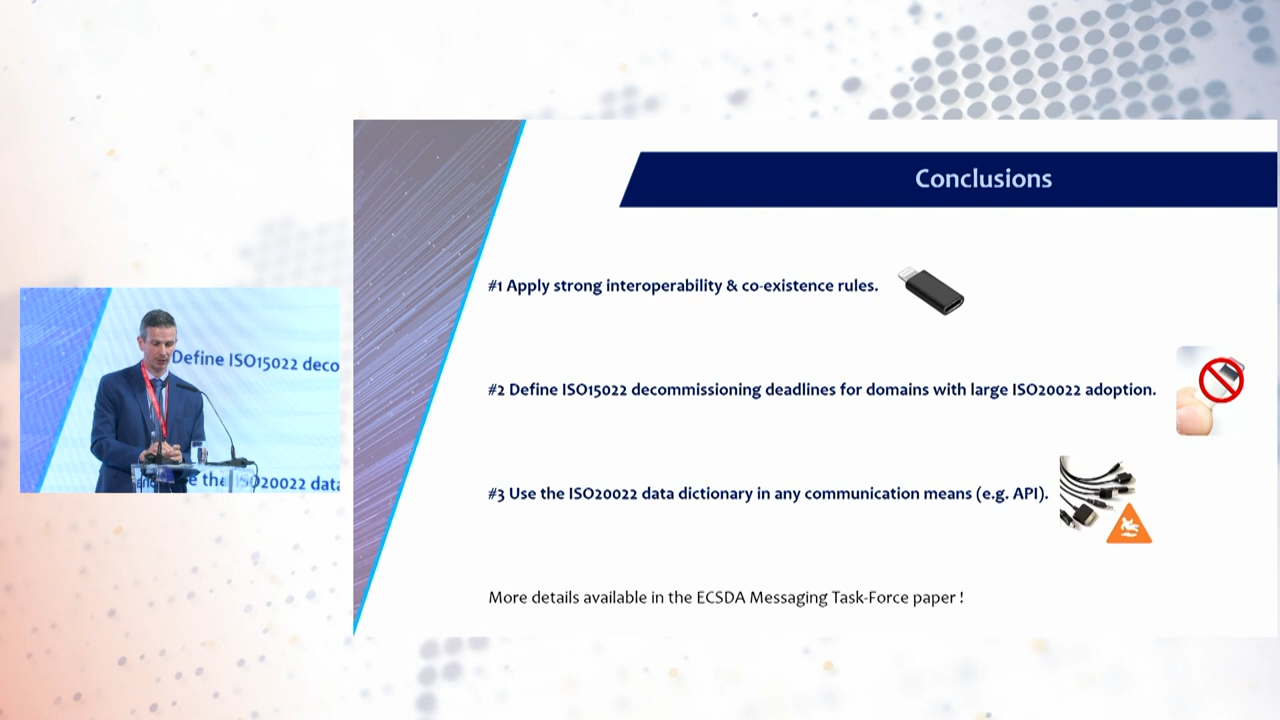 Conclusions
#1 Apply strong interoperability & co-existence rules.
#2 Define ISO15022 decommissioning deadlines for domains with large ISO20022 adoption.
#3 Use the ISO20022 data dictionary in any communication means (e.g. API).
More details available in the ECSDA Messaging Task-Force paper !
Define ISO15022 deco
e the ISO20022 data